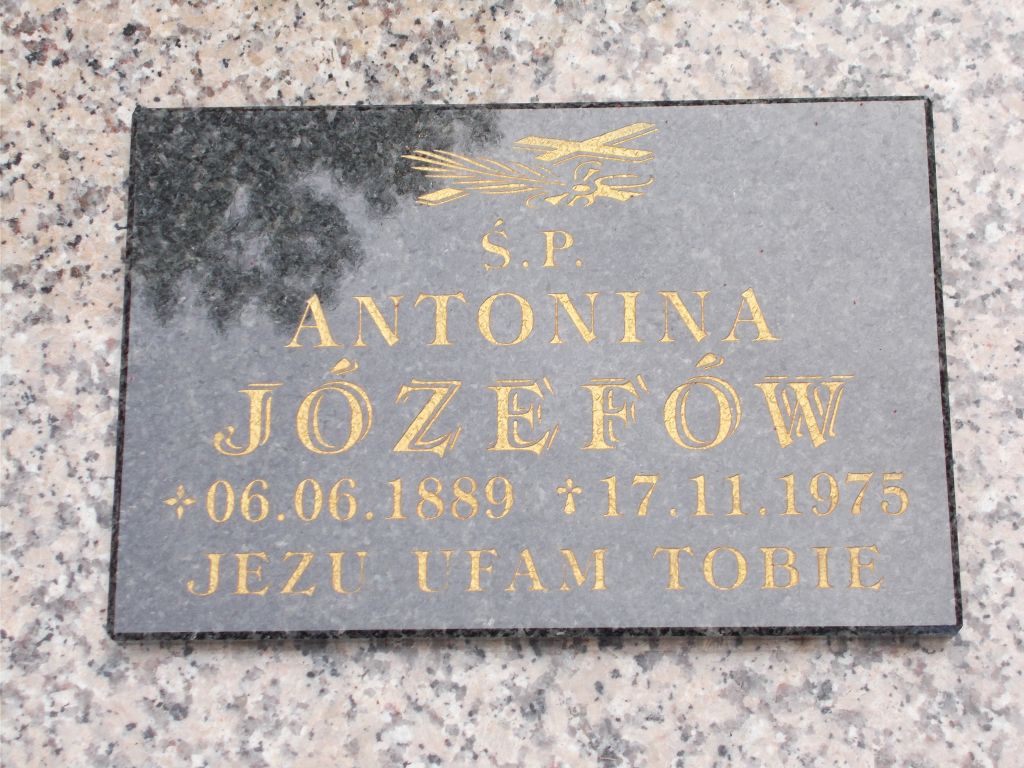 Ś.P.
ANTONINA
JÓZEFÓW
✣06.06.1889 ✝17.11.1975
JEZU UFAM TOBIE